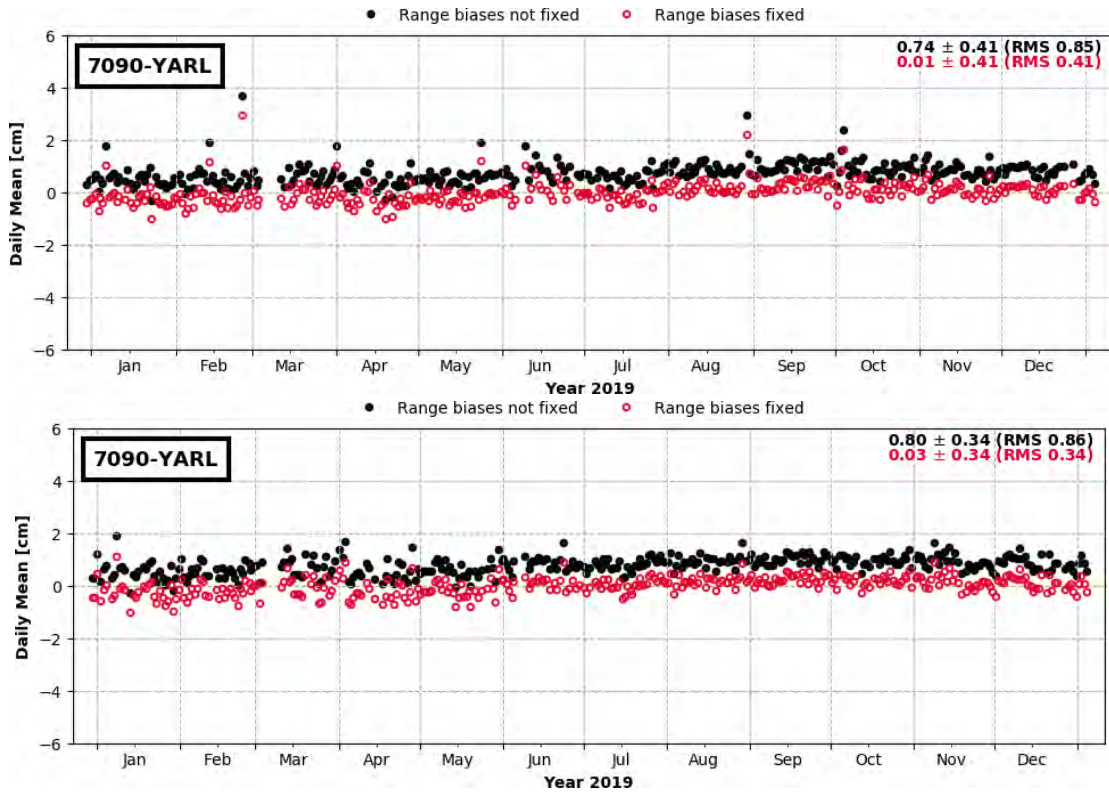 Range biases not fixed Range biases fixed
7090-YARL
0.74 ± 0.41 (RMS 0.85)
0.01 ± 0.41 (RMS 0.41)
Daily Mean [cm]
6
4
2
0
−2
−4
−6
Jan Feb Mar Apr May Jun Jul Aug Sep Oct Nov Dec
Year 2019
Range biases not fixed Range biases fixed
7090-YARL
0.80 ± 0.34 (RMS 0.86)
0.03 ± 0.34 (RMS 0.34)
Daily Mean [cm]
6
4
2
0
−2
−4
−6
Jan Feb Mar Apr May Jun Jul Aug Sep Oct Nov Dec
Year 2019